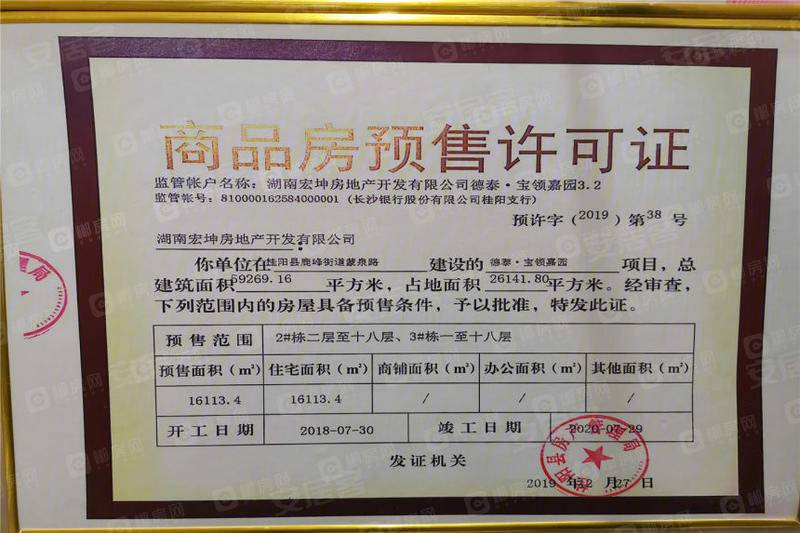 商品房预售许可证
监管帐户名称：湖南宏坤房地产开发有限公司德泰·宝领嘉园3.2
监管帐号：810000162584000001（长沙银行股份有限公司桂阳支行）
预许字（2019）第38号
湖南宏坤房地产开发有限公司：
你单位在桂阳县鹿峰街道蒙泉路建设的德泰·宝领嘉园项目，总
建筑面积59269.16平方米，占地面积26141.80平方米。经审查，
下列范围内的房屋具备预售条件，予以批准，特发此证。
预售范围 2#栋二层至十八层、3#栋一至十八层
预售面积（㎡） 住宅面积（㎡） 商铺面积（㎡） 办公面积（㎡） 其他面积（㎡）
16113.4 16113.4 / / /
开工日期 2018-07-30 竣工日期 2020-07-29
发证机关
桂阳县房产管理局
2019年12月27日